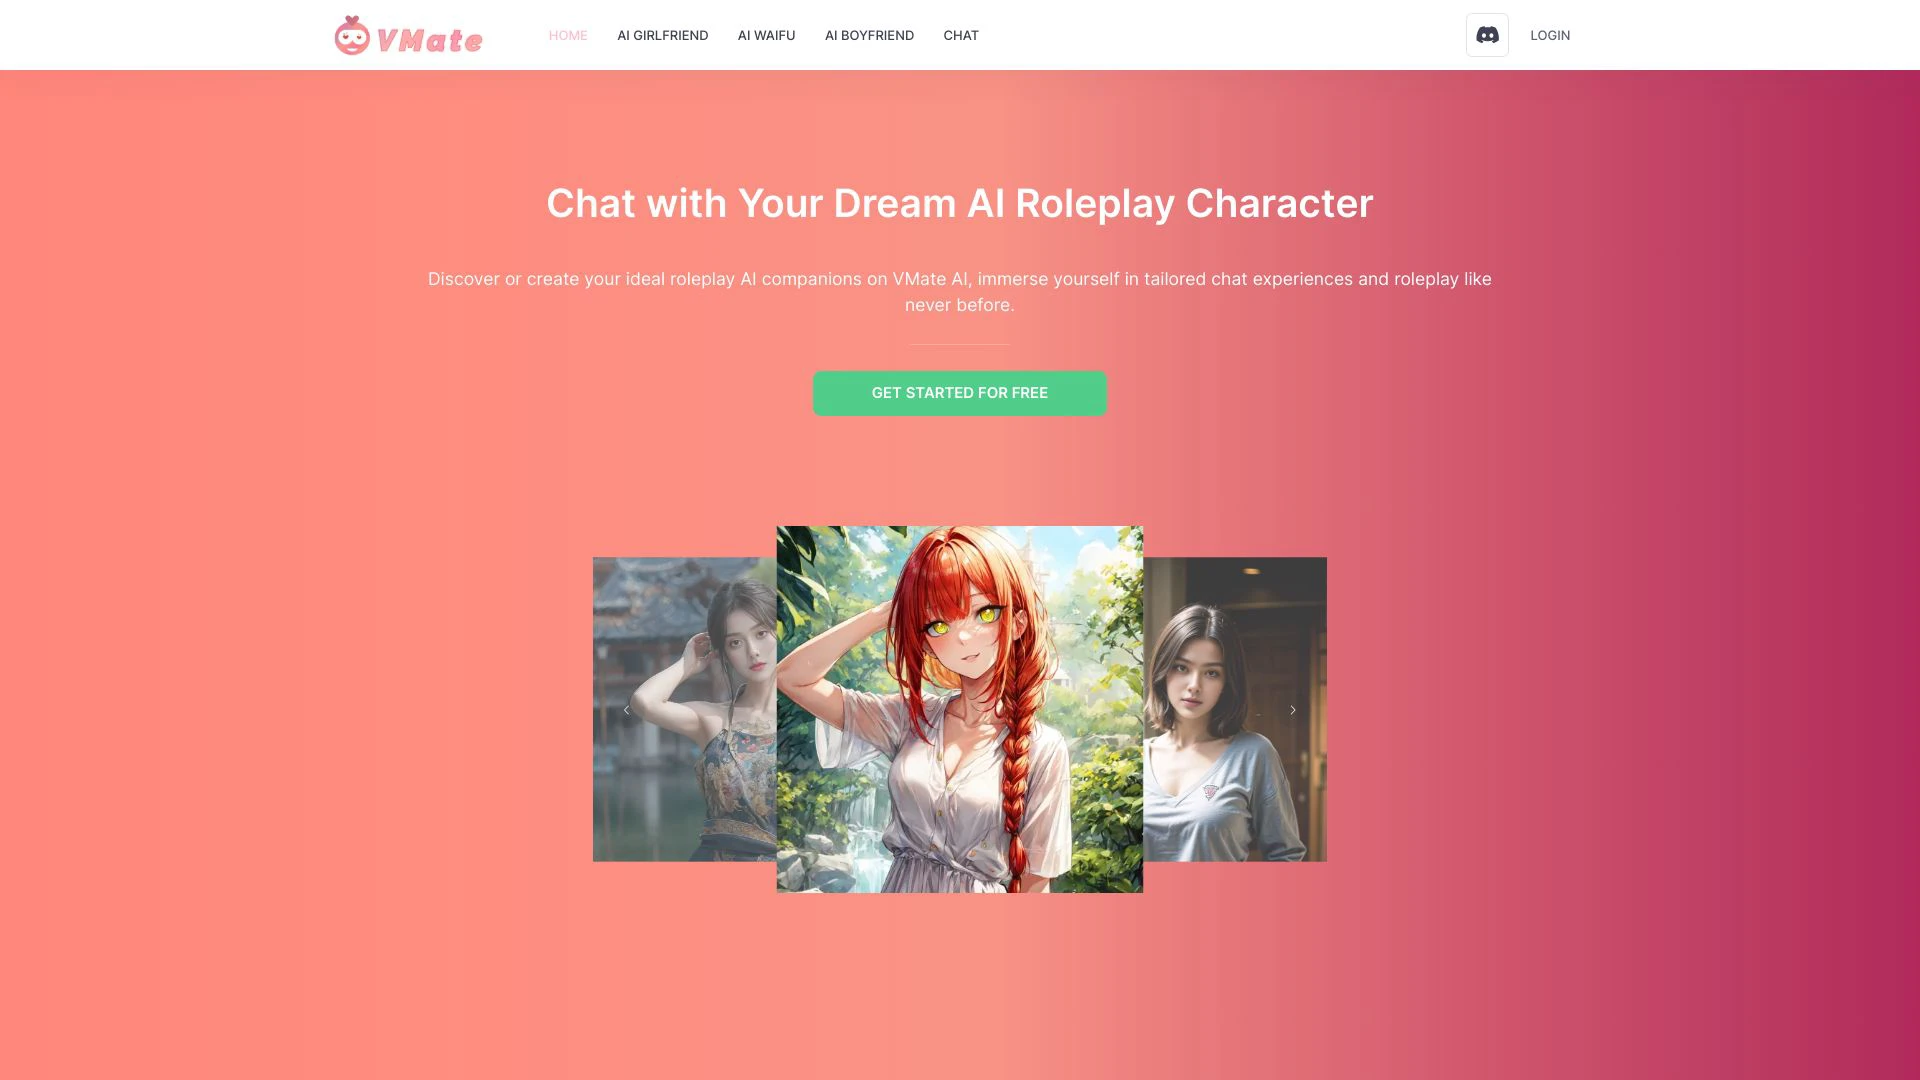 VMate
HOME
AI GIRLFRIEND
AI WAIFU
AI BOYFRIEND
CHAT
LOGIN
Chat with Your Dream AI Roleplay Character
Discover or create your ideal roleplay AI companions on VMate AI, immerse yourself in tailored chat experiences and roleplay like
never before.
GET STARTED FOR FREE